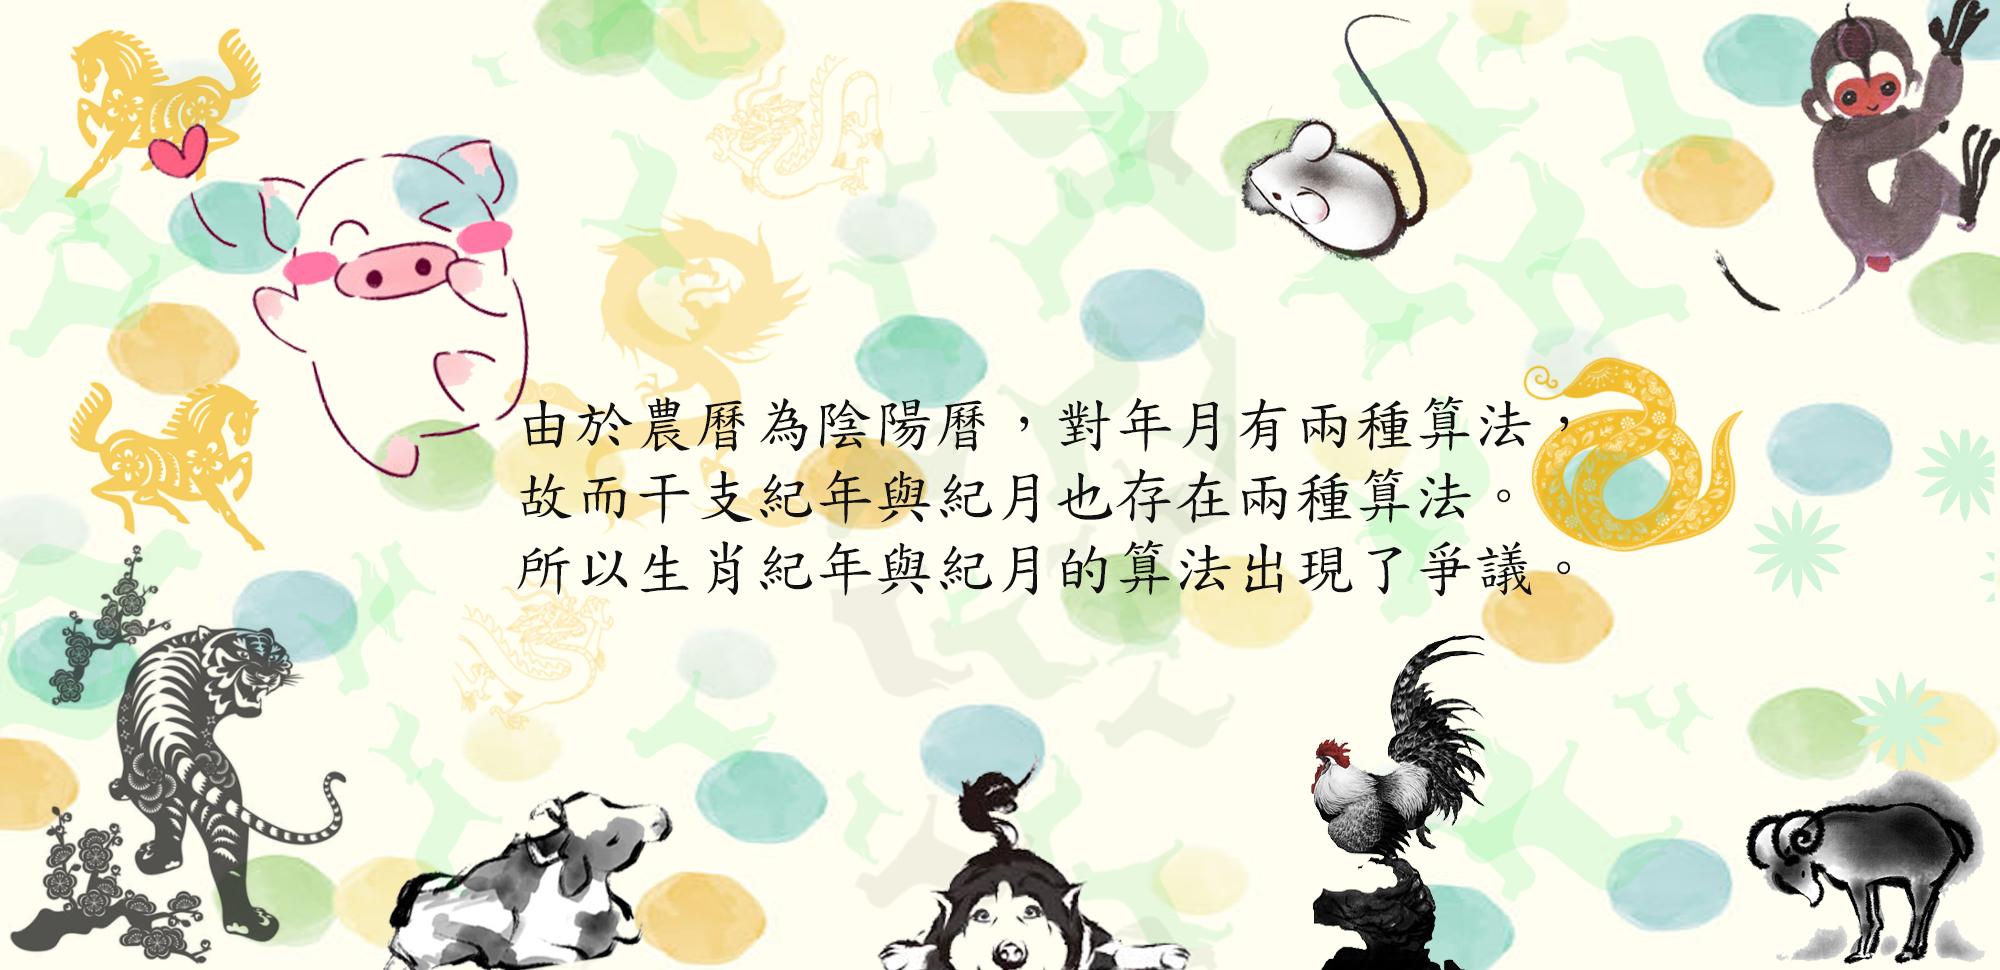 由於農曆為陰陽曆，對年月有兩種算法，
故而干支紀年與紀月也存在兩種算法。
所以生肖紀年與紀月的算法出現了爭議。